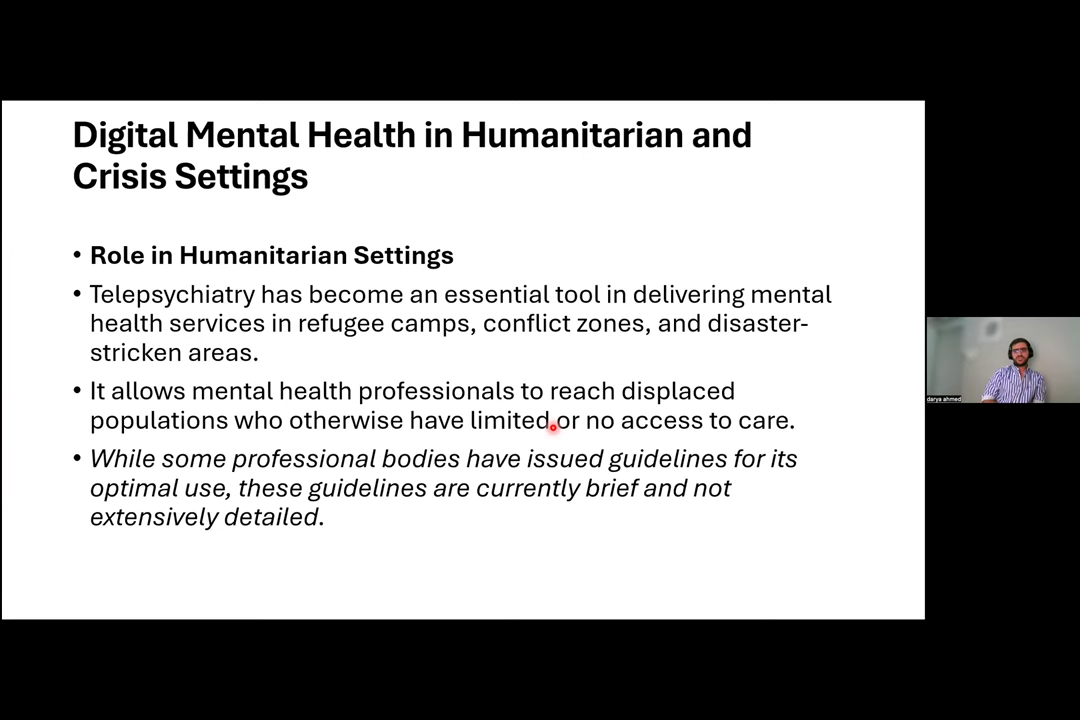 Digital Mental Health in Humanitarian and
Crisis Settings
• Role in Humanitarian Settings
• Telepsychiatry has become an essential tool in delivering mental
health services in refugee camps, conflict zones, and disaster-
stricken areas.
• It allows mental health professionals to reach displaced
populations who otherwise have limited or no access to care.
• While some professional bodies have issued guidelines for its
optimal use, these guidelines are currently brief and not
extensively detailed.
darya ahmed